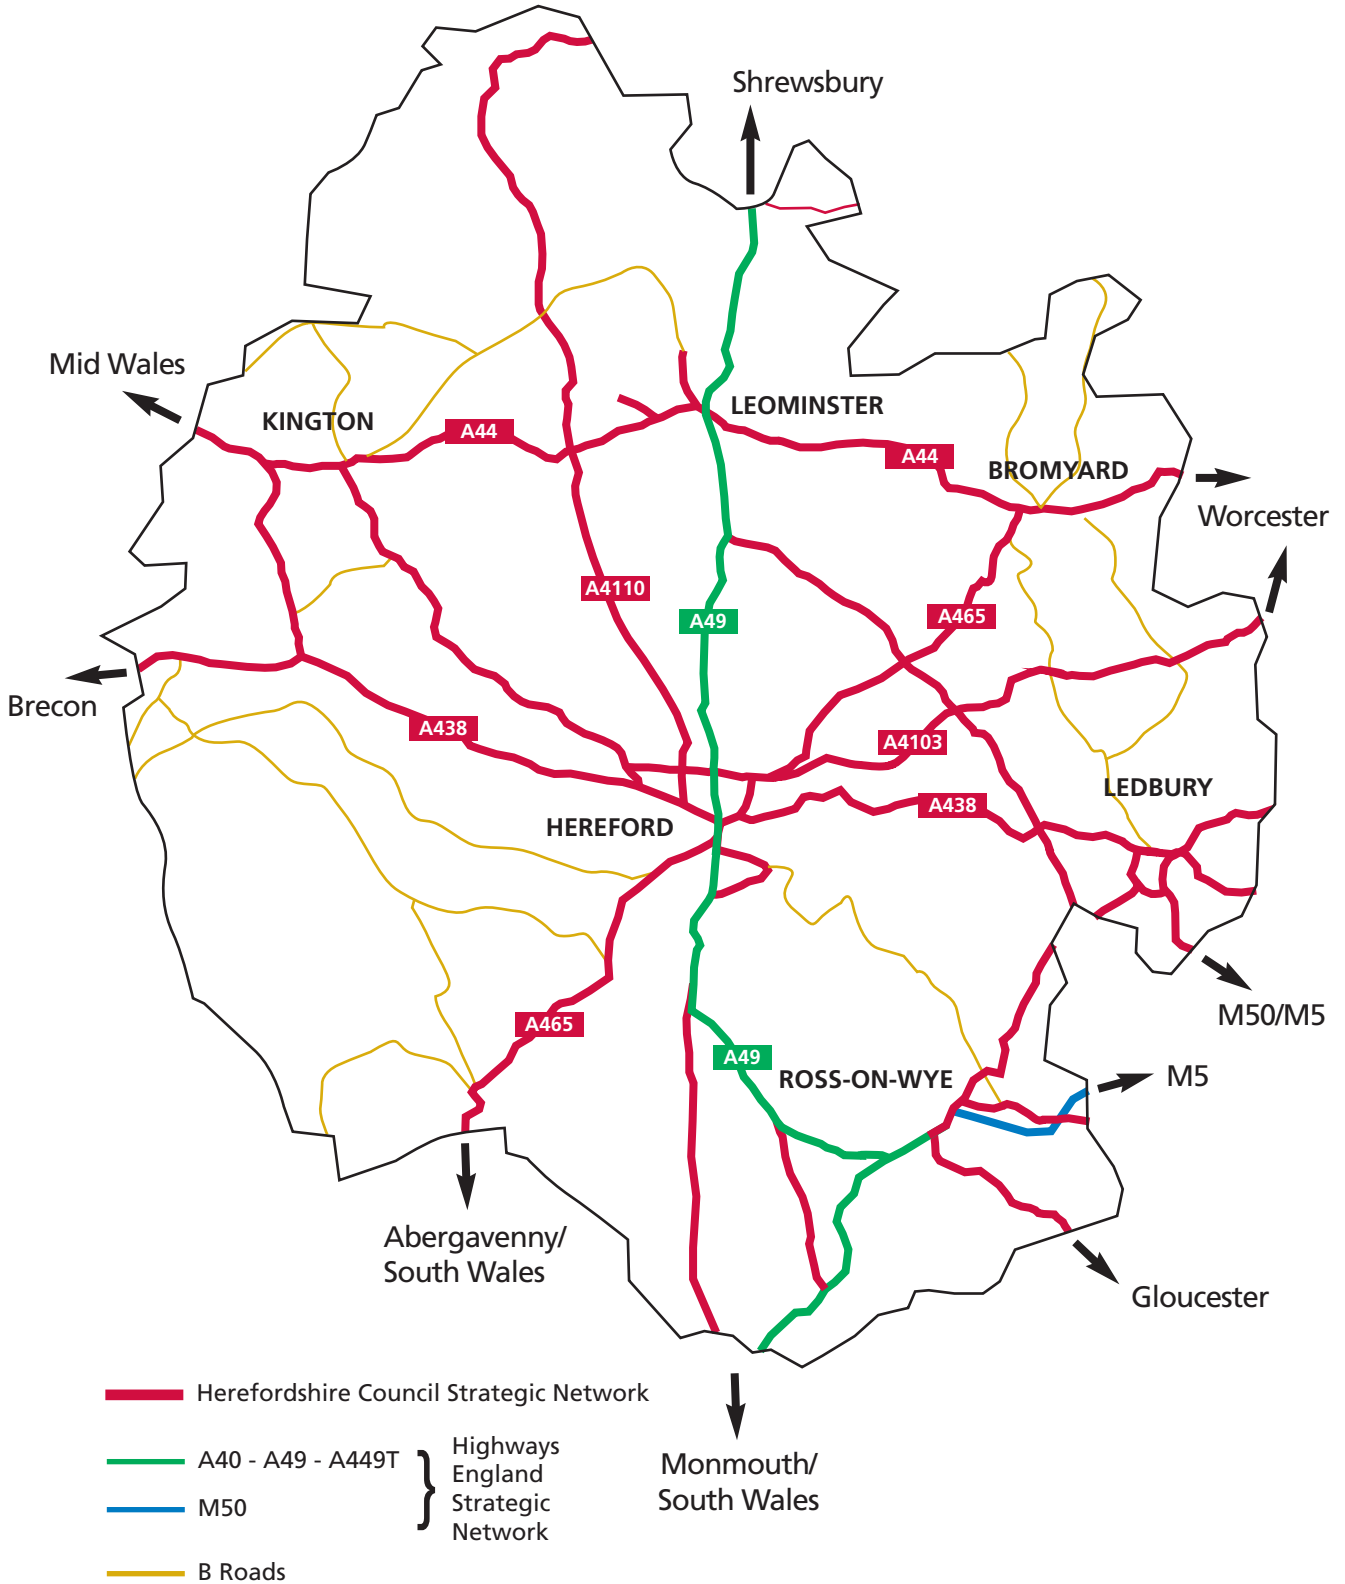 Shrewsbury
Mid Wales
KINGTON
LEOMINSTER
A44
A44
BROMYARD
Worcester
A4110
A49
A465
Brecon
A438
A4103
LEDBURY
A438
HEREFORD
M50/M5
A465
A49
ROSS-ON-WYE
M5
Abergavenny/
South Wales
Gloucester
Monmouth/
South Wales
Herefordshire Council Strategic Network
A40 - A49 - A449T
M50
}
Highways
England
Strategic
Network
B Roads